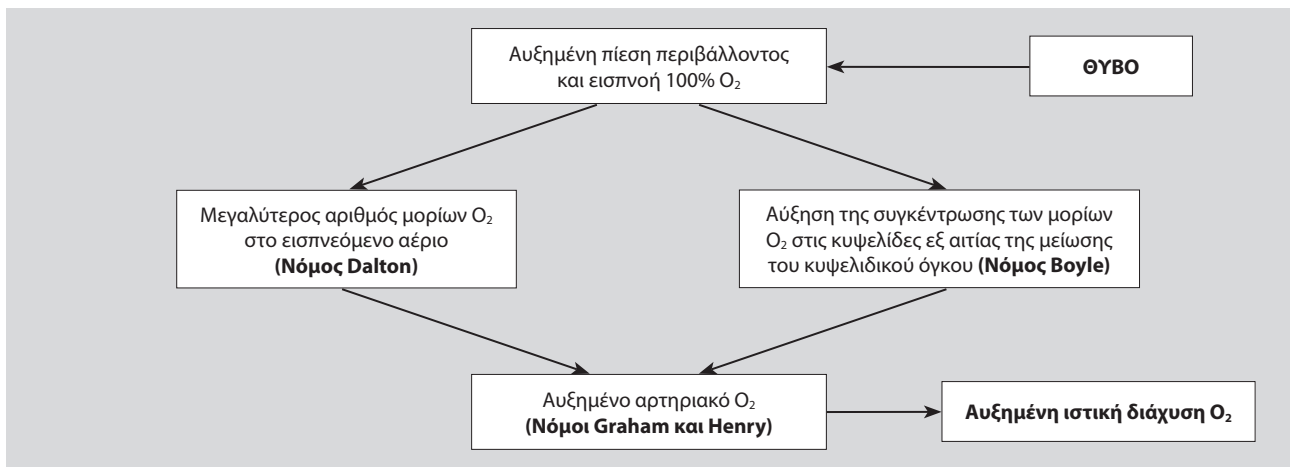 Αυξημένη πίεση περιβάλλοντος
και εισπνοή 100% O₂
ΘΥΒΟ
Μεγαλύτερος αριθμός μορίων O₂
στο εισπνεόμενο αέριο
(Νόμος Dalton)
Αύξηση της συγκέντρωσης των μορίων
O₂ στις κυψελίδες εξ αιτίας της μείωσης
του κυψελιδικού όγκου (Νόμος Boyle)
Αυξημένο αρτηριακό O₂
(Νόμοι Graham και Henry)
Αυξημένη ιστική διάχυση O₂